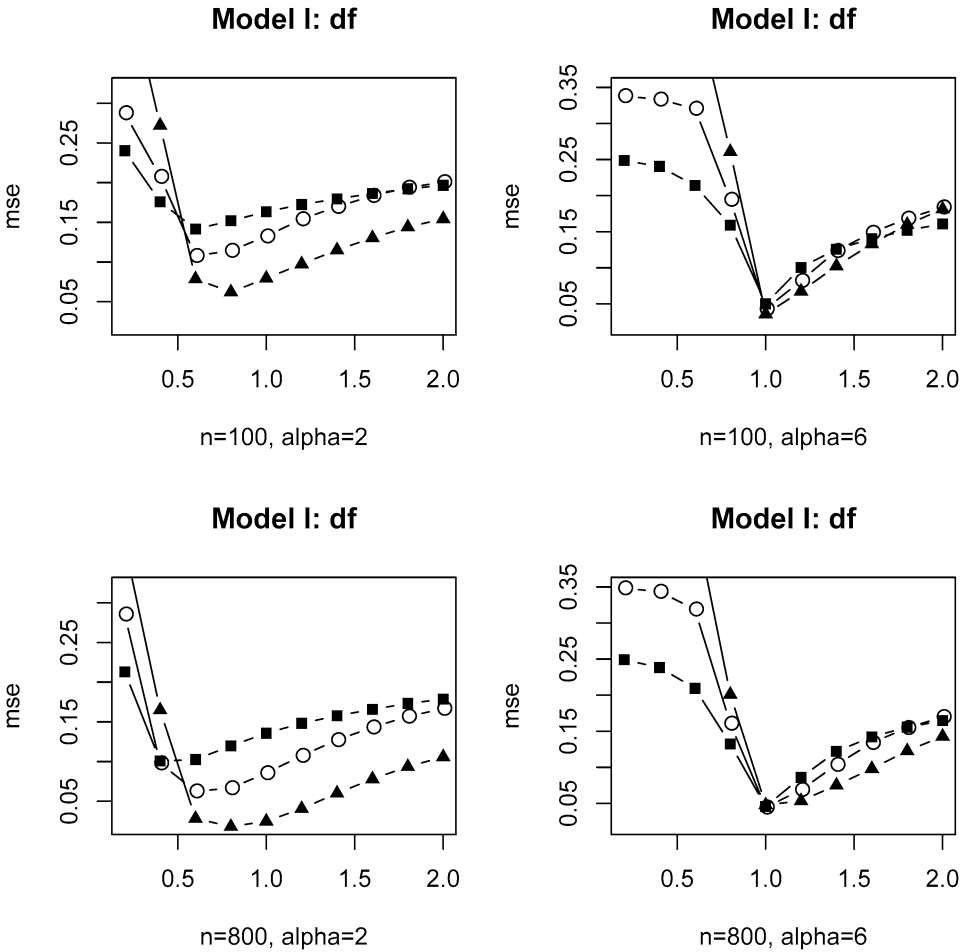 Model I: df
mse
0.25
0.15
0.05
0.5 1.0 1.5 2.0
n=100, alpha=2
Model I: df
mse
0.35
0.25
0.15
0.05
0.5 1.0 1.5 2.0
n=100, alpha=6
Model I: df
mse
0.25
0.15
0.05
0.5 1.0 1.5 2.0
n=800, alpha=2
Model I: df
mse
0.35
0.25
0.15
0.05
0.5 1.0 1.5 2.0
n=800, alpha=6